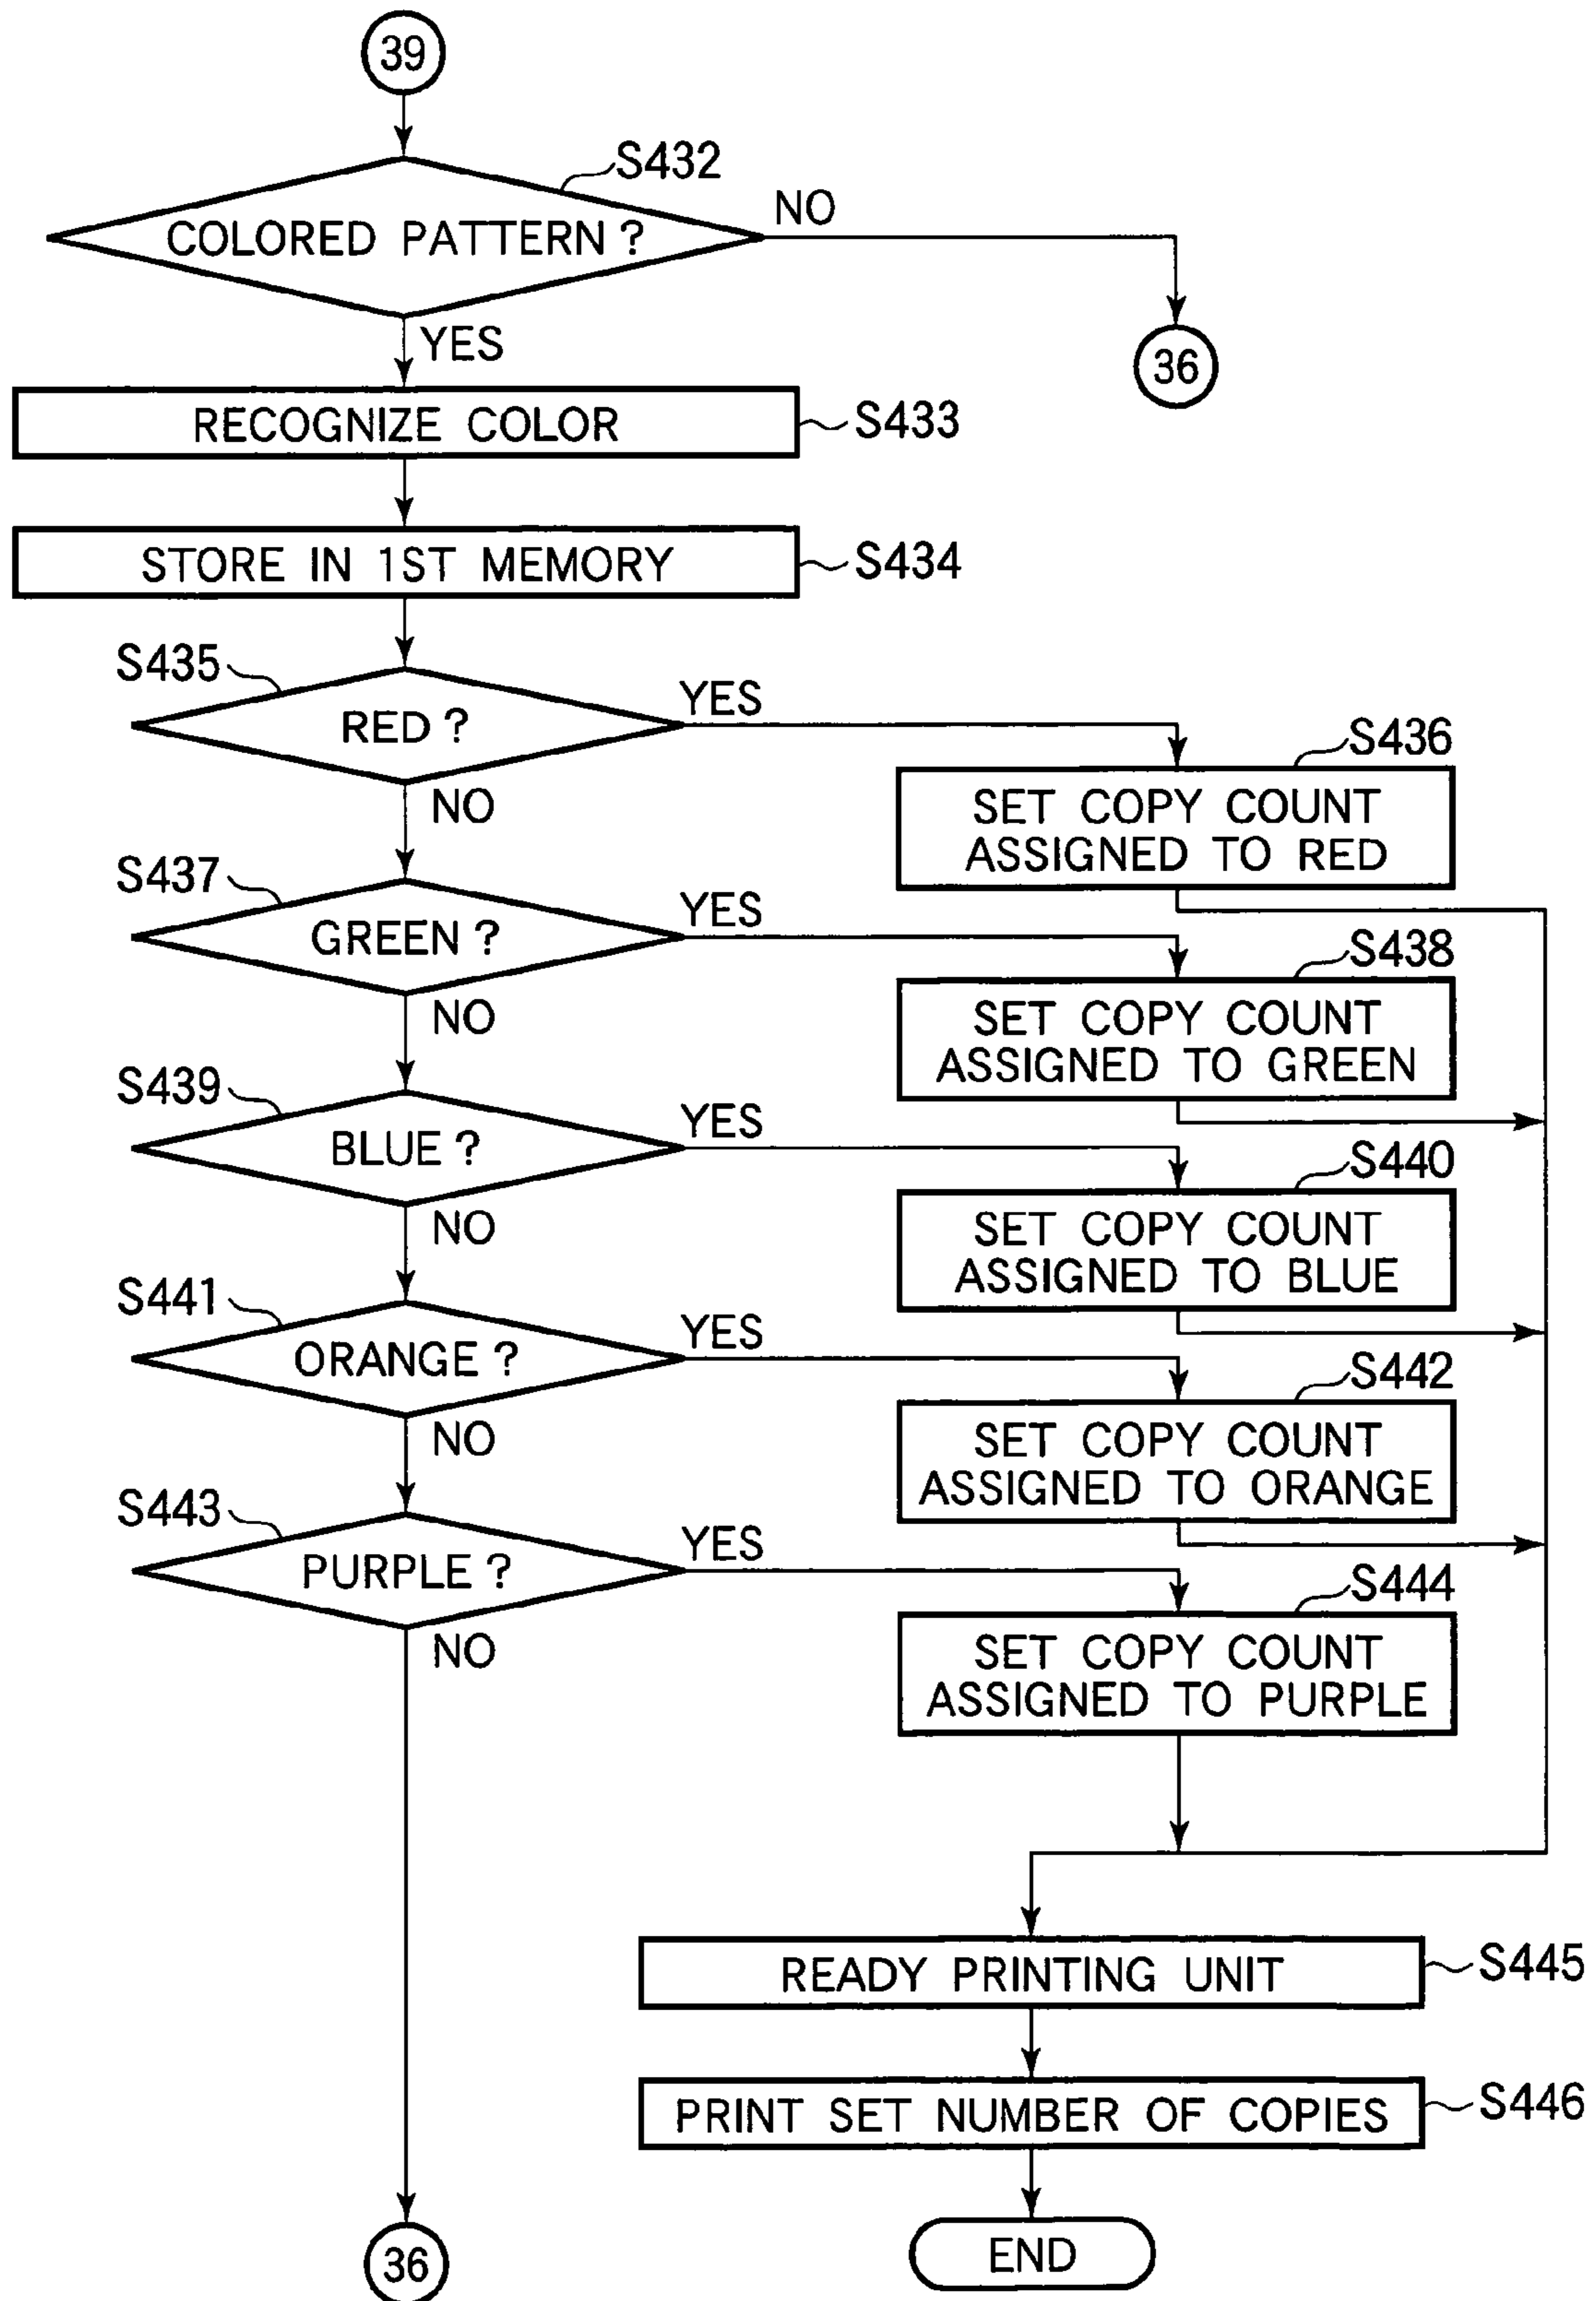 39
S432
COLORED PATTERN ?
NO
36
YES
RECOGNIZE COLOR
S433
STORE IN 1ST MEMORY
S434
S435
RED ?
YES
NO
S436
SET COPY COUNT
ASSIGNED TO RED
S437
GREEN ?
YES
NO
S438
SET COPY COUNT
ASSIGNED TO GREEN
S439
BLUE ?
YES
NO
S440
SET COPY COUNT
ASSIGNED TO BLUE
S441
ORANGE ?
YES
NO
S442
SET COPY COUNT
ASSIGNED TO ORANGE
S443
PURPLE ?
YES
NO
S444
SET COPY COUNT
ASSIGNED TO PURPLE
READY PRINTING UNIT
S445
PRINT SET NUMBER OF COPIES
S446
36
END